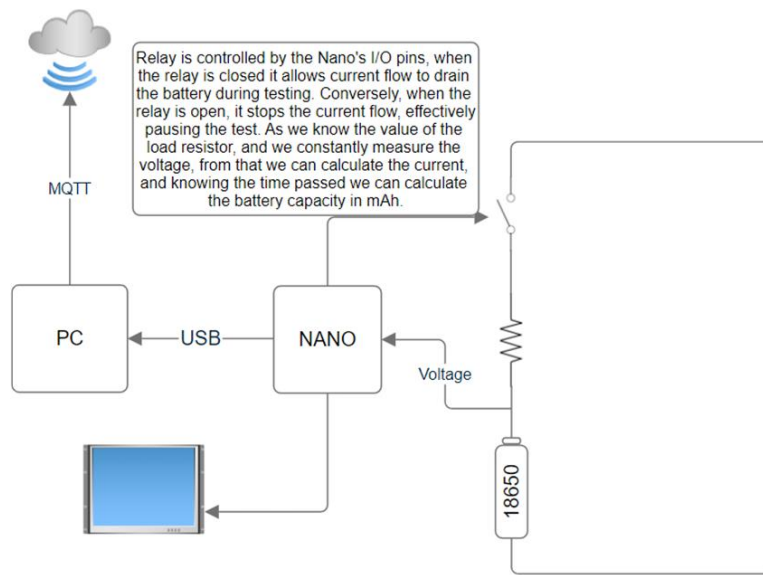 Relay is controlled by the Nano's I/O pins, when
the relay is closed it allows current flow to drain
the battery during testing. Conversely, when the
relay is open, it stops the current flow, effectively
pausing the test. As we know the value of the
load resistor, and we constantly measure the
voltage, from that we can calculate the current,
and knowing the time passed we can calculate
the battery capacity in mAh.
MQTT
PC
USB
NANO
Voltage
18650